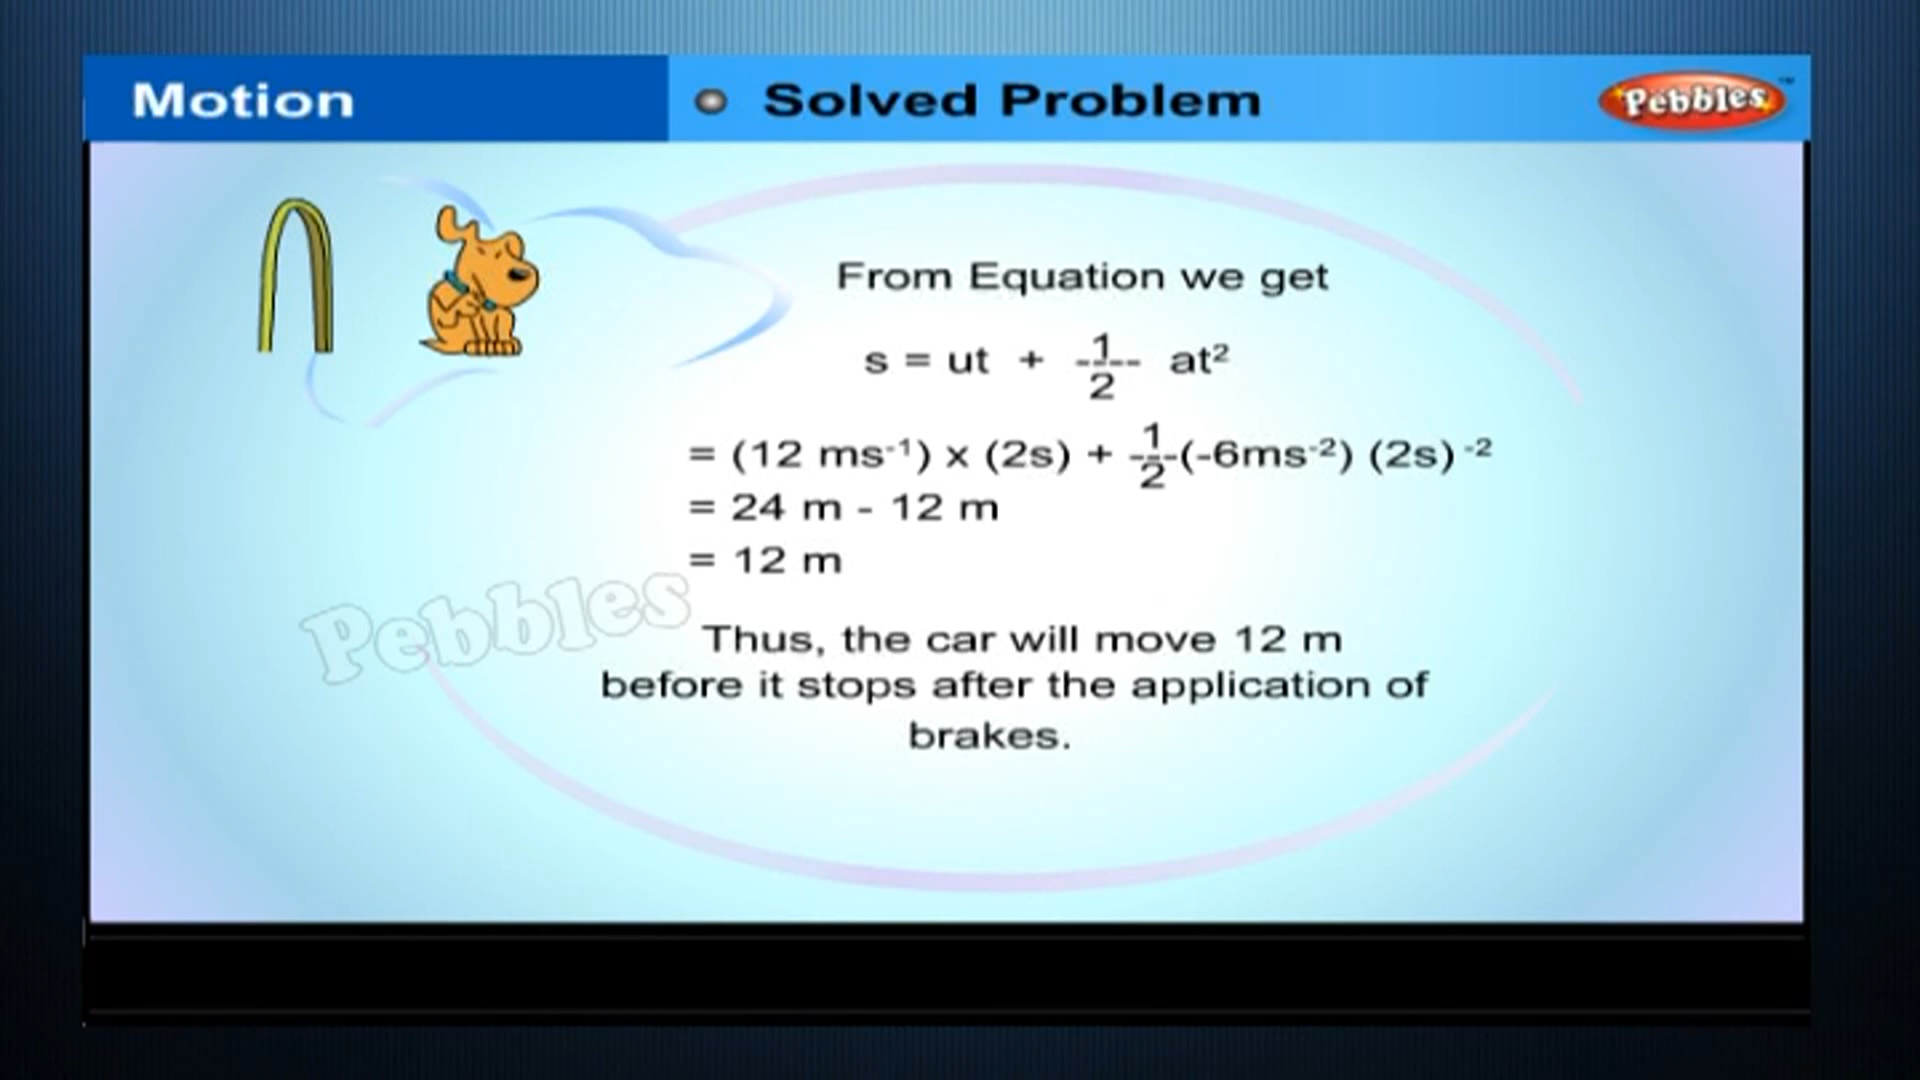 Motion
Solved Problem
Pebbles™
From Equation we get
s = ut + 1/2 at²
= (12 ms⁻¹) x (2s) + 1/2 (-6ms⁻²) (2s)⁻²
= 24 m - 12 m
= 12 m
Pebbles
Thus, the car will move 12 m
before it stops after the application of
brakes.